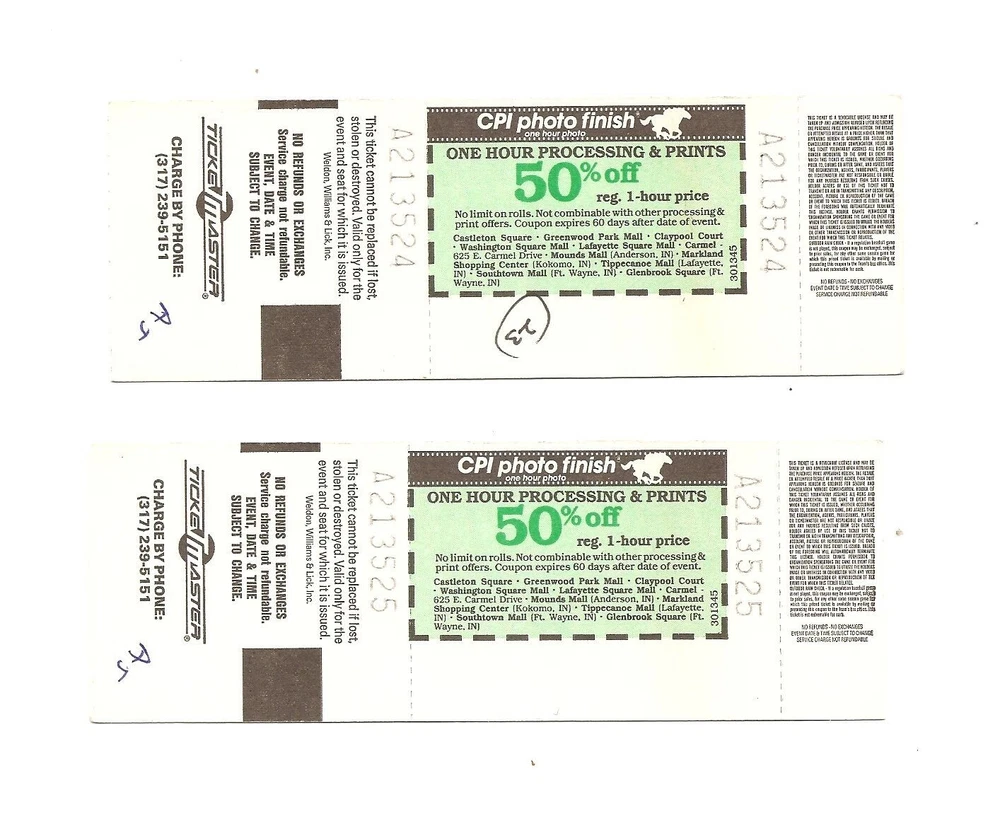 CHARGE BY PHONE:
(317) 239-5151
TICKETMASTER®
NO REFUNDS OR EXCHANGES
Service charge not refundable.
EVENT, DATE & TIME
SUBJECT TO CHANGE.
This ticket cannot be replaced if lost,
stolen or destroyed. Valid only for the
event and seat for which it is issued.
Weldon, Williams & Lick, Inc.
A213524
CPI photo finish
one hour photo
ONE HOUR PROCESSING & PRINTS
50% off
reg. 1-hour price
No limit on rolls. Not combinable with other processing &
print offers. Coupon expires 60 days after date of event.
Castleton Square · Greenwood Park Mall · Claypool Court
· Washington Square Mall · Lafayette Square Mall · Carmel -
625 E. Carmel Drive · Mounds Mall (Anderson, IN) · Markland
Shopping Center (Kokomo, IN) · Tippecanoe Mall (Lafayette,
IN) · Southtown Mall (Ft. Wayne, IN) · Glenbrook Square (Ft.
Wayne, IN)
301345
23
A213524
NO REFUNDS - NO EXCHANGES
EVENT DATE & TIME SUBJECT TO CHANGE
SERVICE CHARGE NOT REFUNDABLE
CHARGE BY PHONE:
(317) 239-5151
TICKETMASTER®
NO REFUNDS OR EXCHANGES
Service charge not refundable.
EVENT, DATE & TIME
SUBJECT TO CHANGE
This ticket cannot be replaced if lost,
stolen or destroyed. Valid only for the
event and seat for which it is issued.
Weldon, Williams & Lick, Inc.
A213525
CPI photo finish
one hour photo
ONE HOUR PROCESSING & PRINTS
50% off
reg. 1-hour price
No limit on rolls. Not combinable with other processing &
print offers. Coupon expires 60 days after date of event.
Castleton Square · Greenwood Park Mall · Claypool Court
· Washington Square Mall · Lafayette Square Mall · Carmel -
625 E. Carmel Drive · Mounds Mall (Anderson, IN) · Markland
Shopping Center (Kokomo, IN) · Tippecanoe Mall (Lafayette,
IN) · Southtown Mall (Ft. Wayne, IN) · Glenbrook Square (Ft.
Wayne, IN)
301345
A213525
NO REFUNDS - NO EXCHANGES
EVENT DATE & TIME SUBJECT TO CHANGE
SERVICE CHARGE NOT REFUNDABLE